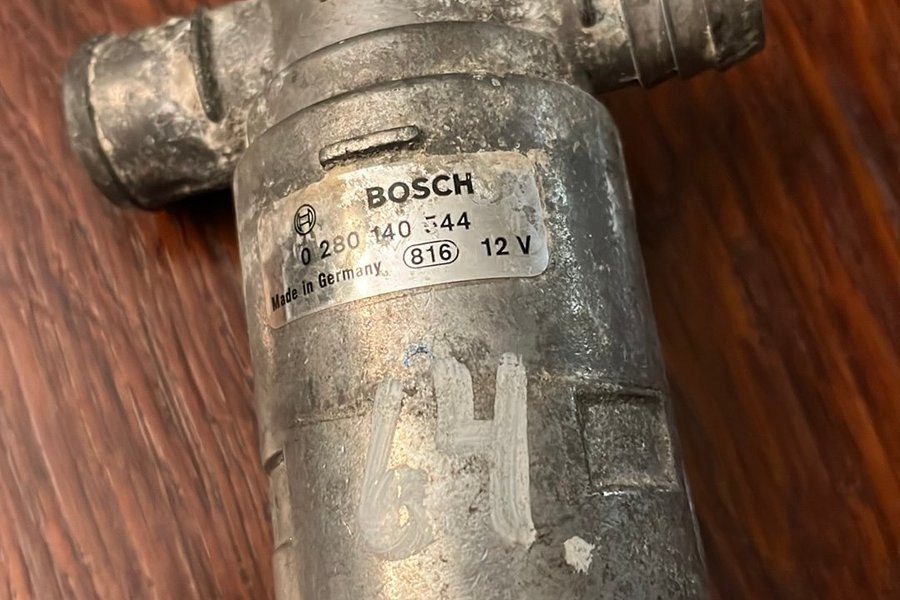 BOSCH
0 280 140 544
816 12 V
Made in Germany
64